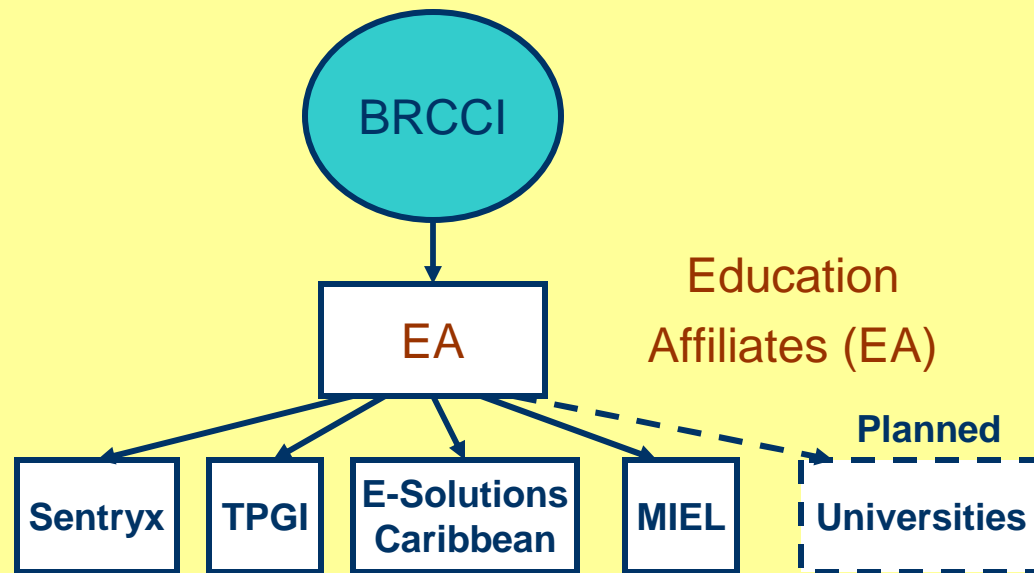 BRCCI
EA
Education
Affiliates (EA)
Planned
Sentryx
TPGI
E-Solutions
Caribbean
MIEL
Universities